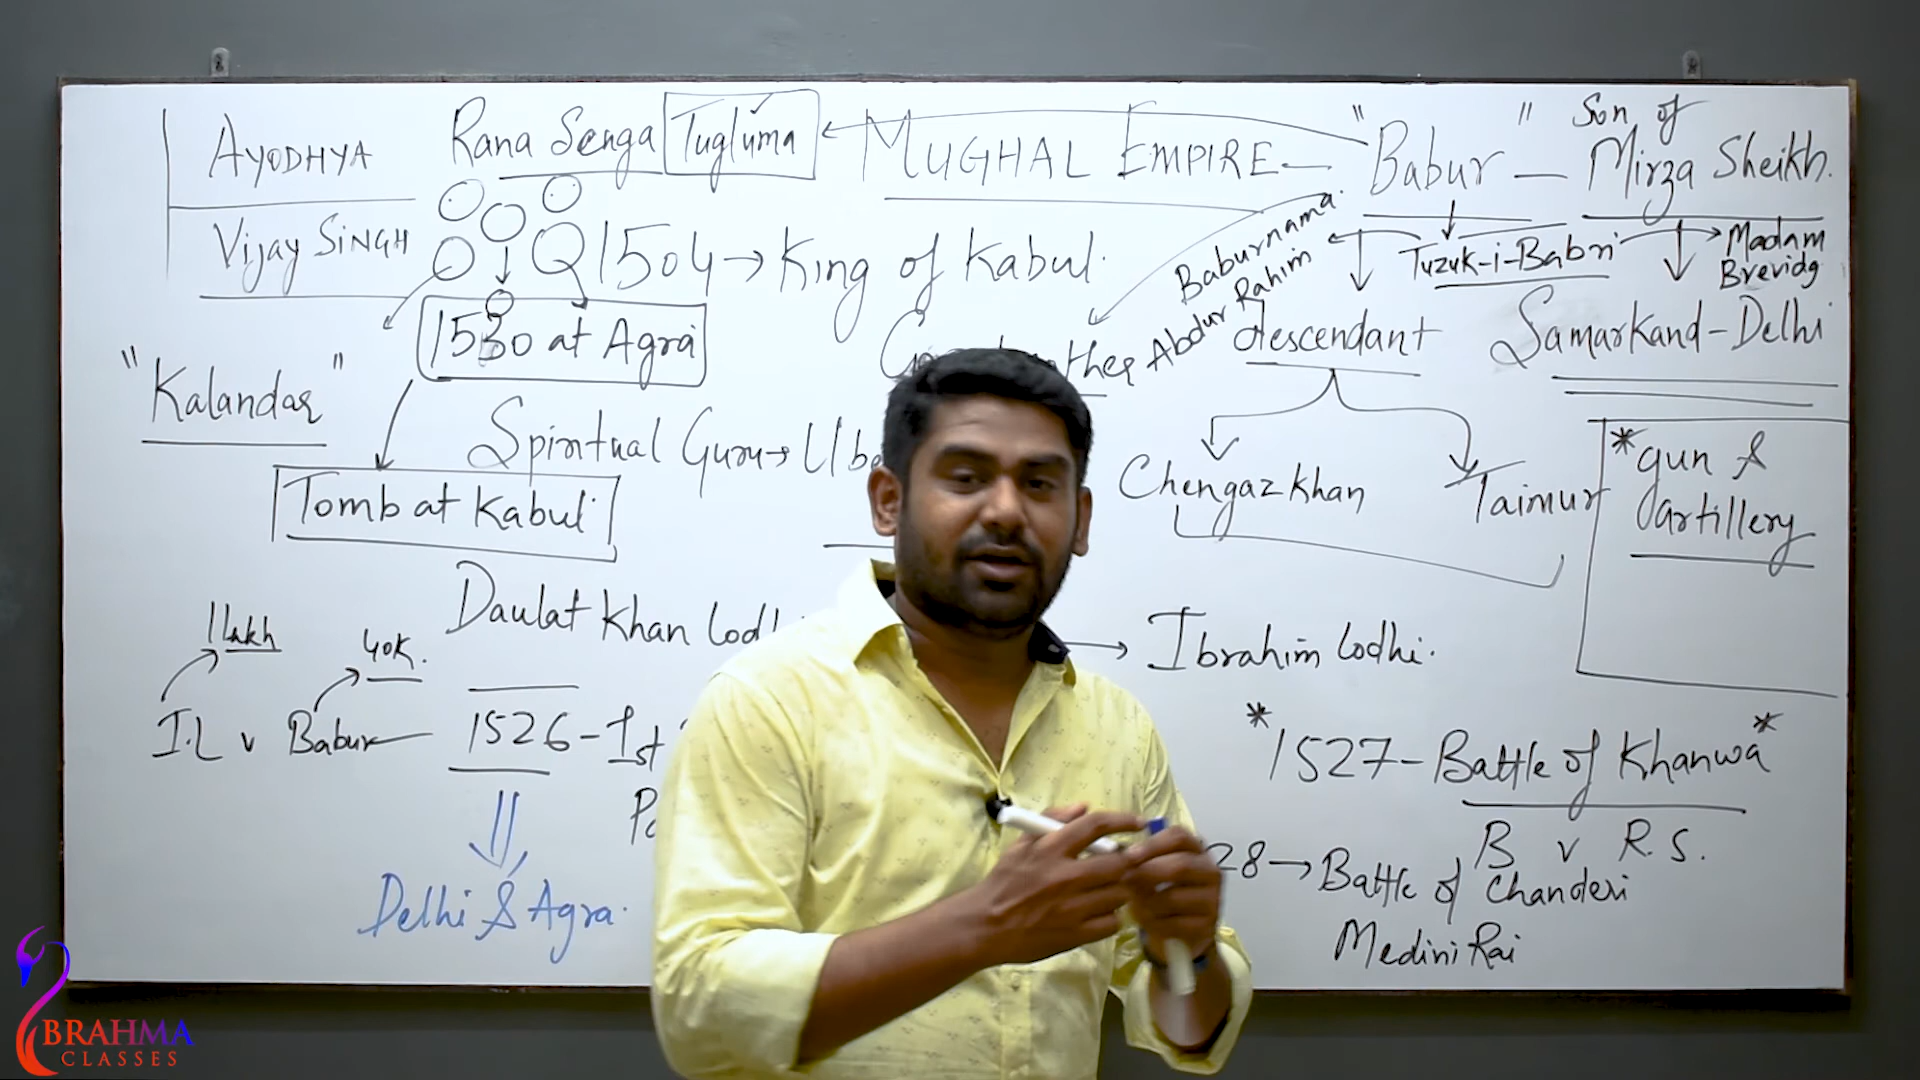 AYODHYA
Vijay SINGH
Rana Senga
Tugluma
MUGHAL EMPIRE — "Babur" — Son of
Mirza Sheikh.
1504 → King of Kabul.
Baburnama
Abdur Rahim
Tuzuk-i-Babri
Madam
Brevidg
1530 at Agra
descendant
Samarkand - Delhi
"Kalandar"
Spiritual Guru →
Chengaz Khan
Taimur
* gun &
artillery
Tomb at Kabul
Daulat Khan
→ Ibrahim Lodhi.
1 Lakh
40K.
I.L v Babur
1526 - 1st
* 1527 - Battle of Khanwa *
B v R.S.
28 → Battle of Chanderi
Medini Rai
Delhi & Agra.
BRAHMA
CLASSES